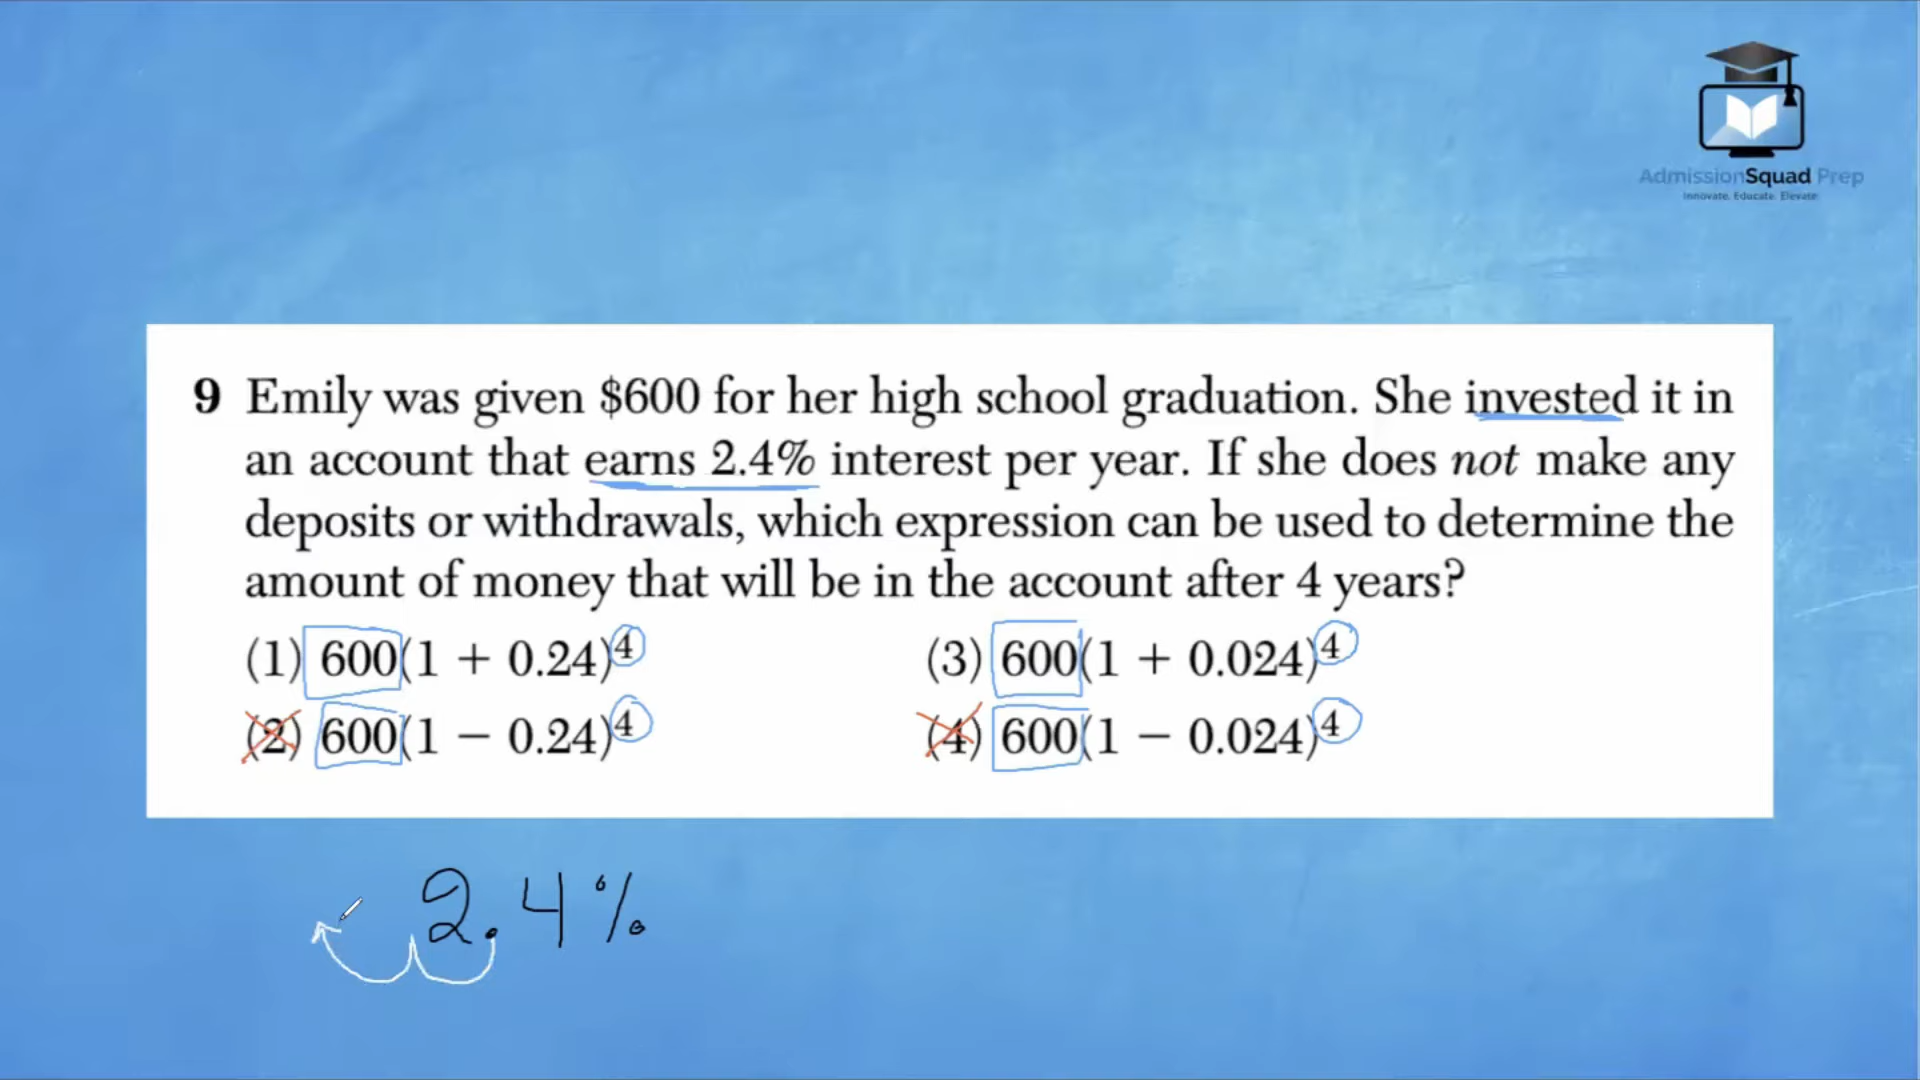 AdmissionSquad Prep
Innovate. Educate. Elevate
9 Emily was given $600 for her high school graduation. She invested it in
an account that earns 2.4% interest per year. If she does not make any
deposits or withdrawals, which expression can be used to determine the
amount of money that will be in the account after 4 years?
(1) 600(1 + 0.24)⁴ (3) 600(1 + 0.024)⁴
(2) 600(1 − 0.24)⁴ (4) 600(1 − 0.024)⁴
2.4%